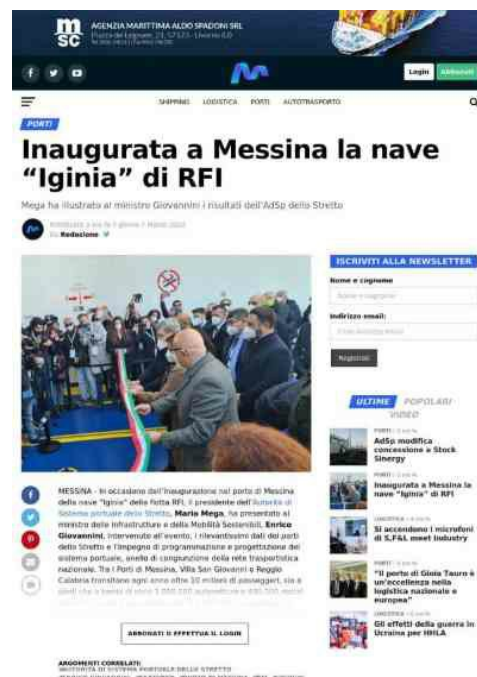 msc
AGENZIA MARITTIMA ALDO SPADONI SRL
Login
Abbonati
SHIPPING LOGISTICA PORTI AUTOTRASPORTO
PORTI
Inaugurata a Messina la nave
“Iginia” di RFI
Mega ha illustrato al ministro Giovannini i risultati dell'AdSp dello Stretto
Redazione
ISCRIVITI ALLA NEWSLETTER
Nome e cognome
Nome e cognome
Indirizzo email:
Registrati
ULTIME POPOLARI
VIDEO
AdSp modifica
concessione a Stock
Sinergy
Inaugurata a Messina la
nave “Iginia” di RFI
Si accendono i microfoni
di S,F&L meet Industry
“Il porto di Gioia Tauro è
un'eccellenza nella
logistica nazionale e
europea”
Gli effetti della guerra in
Ucraina per HHLA
MESSINA - In occasione dell'inaugurazione nel porto di Messina
della nave “Iginia” della flotta RFI, il presidente dell'Autorità di
Sistema portuale dello Stretto, Mario Mega, ha presentato al
ministro delle Infrastrutture e della Mobilità Sostenibili, Enrico
Giovannini, intervenuto all'evento, i rilevantissimi dati dei porti
dello Stretto e l'impegno di programmazione e progettazione del
sistema portuale, anello di congiunzione della rete trasportistica
nazionale. Tra i Porti di Messina, Villa San Giovanni e Reggio
Calabria transitano ogni anno oltre 10 milioni di passeggeri, sia a
ABBONATI O EFFETTUA IL LOGIN
ARGOMENTI CORRELATI:
#AUTORITÀ DI SISTEMA PORTUALE DELLO STRETTO